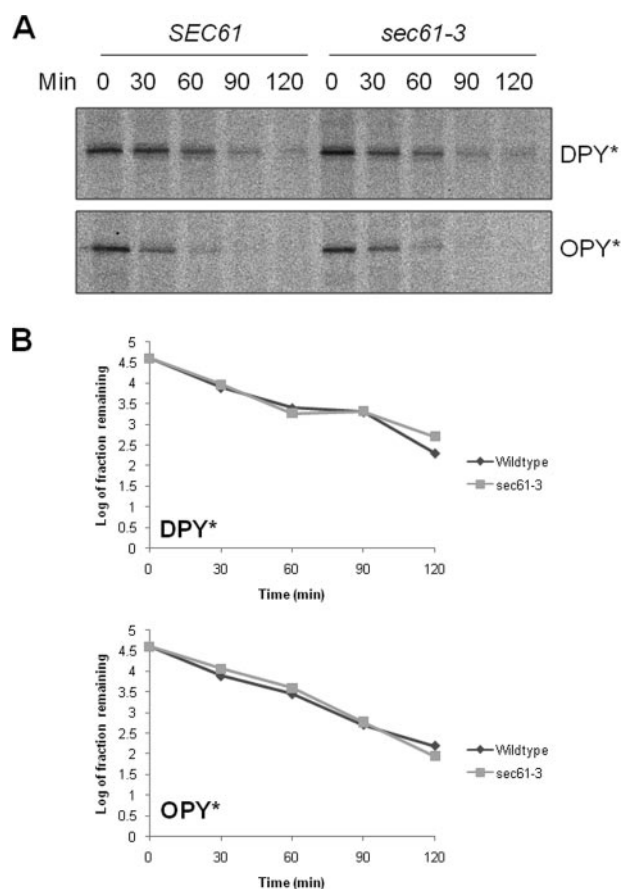 A
SEC61 sec61-3
Min 0 30 60 90 120 0 30 60 90 120
DPY*
OPY*
B
5
4.5
4
3.5
3
2.5
2
1.5
1
0.5
0
Log of fraction remaining
DPY*
0 30 60 90 120
Time (min)
Wildtype
sec61-3
5
4.5
4
3.5
3
2.5
2
1.5
1
0.5
0
Log of fraction remaining
OPY*
0 30 60 90 120
Time (min)
Wildtype
sec61-3